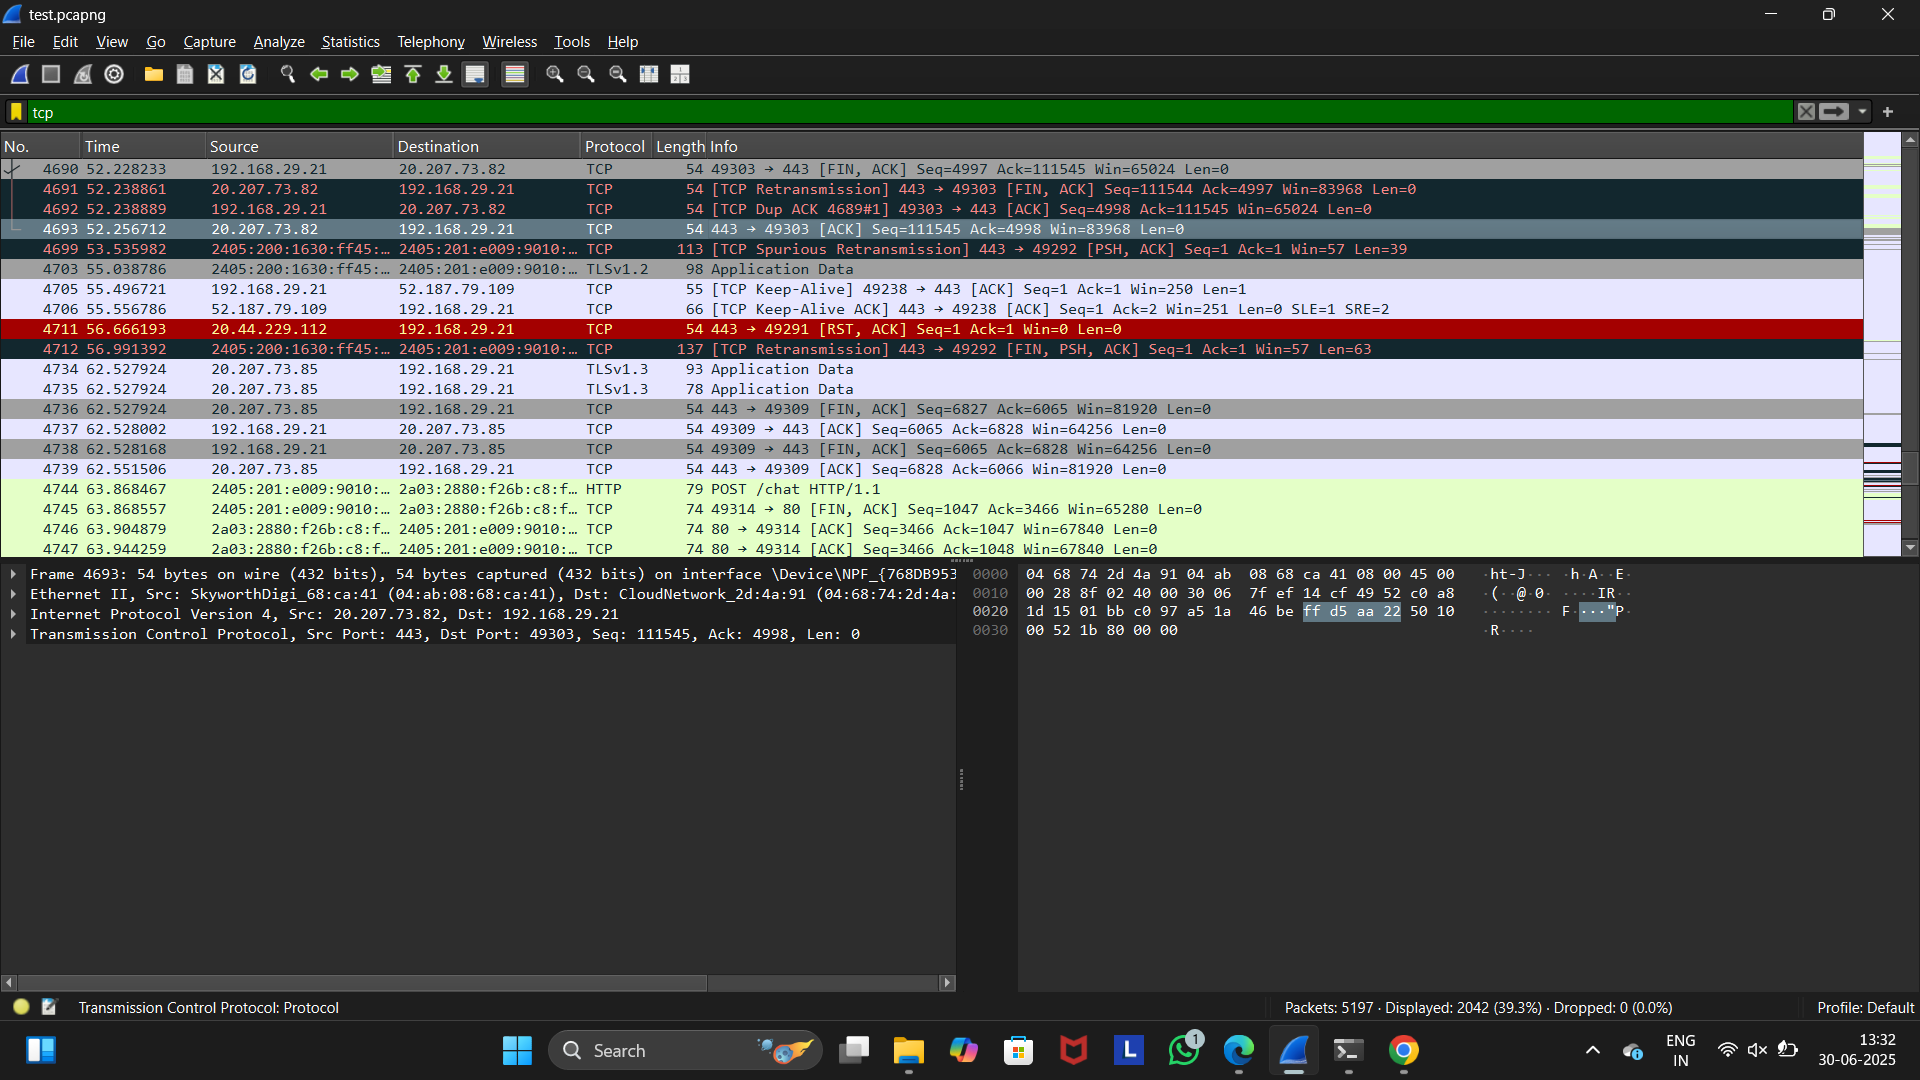 test.pcapng
File Edit View Go Capture Analyze Statistics Telephony Wireless Tools Help
tcp
No. Time Source Destination Protocol Length Info
4690 52.228233 192.168.29.21 20.207.73.82 TCP 54 49303 → 443 [FIN, ACK] Seq=4997 Ack=111545 Win=65024 Len=0
4691 52.238861 20.207.73.82 192.168.29.21 TCP 54 [TCP Retransmission] 443 → 49303 [FIN, ACK] Seq=111544 Ack=4997 Win=83968 Len=0
4692 52.238889 192.168.29.21 20.207.73.82 TCP 54 [TCP Dup ACK 4689#1] 49303 → 443 [ACK] Seq=4998 Ack=111545 Win=65024 Len=0
4693 52.256712 20.207.73.82 192.168.29.21 TCP 54 443 → 49303 [ACK] Seq=111545 Ack=4998 Win=83968 Len=0
4699 53.535982 2405:200:1630:ff45:… 2405:201:e009:9010:… TCP 113 [TCP Spurious Retransmission] 443 → 49292 [PSH, ACK] Seq=1 Ack=1 Win=57 Len=39
4703 55.038786 2405:200:1630:ff45:… 2405:201:e009:9010:… TLSv1.2 98 Application Data
4705 55.496721 192.168.29.21 52.187.79.109 TCP 55 [TCP Keep-Alive] 49238 → 443 [ACK] Seq=1 Ack=1 Win=250 Len=1
4706 55.556786 52.187.79.109 192.168.29.21 TCP 66 [TCP Keep-Alive ACK] 443 → 49238 [ACK] Seq=1 Ack=2 Win=251 Len=0 SLE=1 SRE=2
4711 56.666193 20.44.229.112 192.168.29.21 TCP 54 443 → 49291 [RST, ACK] Seq=1 Ack=1 Win=0 Len=0
4712 56.991392 2405:200:1630:ff45:… 2405:201:e009:9010:… TCP 137 [TCP Retransmission] 443 → 49292 [FIN, PSH, ACK] Seq=1 Ack=1 Win=57 Len=63
4734 62.527924 20.207.73.85 192.168.29.21 TLSv1.3 93 Application Data
4735 62.527924 20.207.73.85 192.168.29.21 TLSv1.3 78 Application Data
4736 62.527924 20.207.73.85 192.168.29.21 TCP 54 443 → 49309 [FIN, ACK] Seq=6827 Ack=6065 Win=81920 Len=0
4737 62.528002 192.168.29.21 20.207.73.85 TCP 54 49309 → 443 [ACK] Seq=6065 Ack=6828 Win=64256 Len=0
4738 62.528168 192.168.29.21 20.207.73.85 TCP 54 49309 → 443 [FIN, ACK] Seq=6065 Ack=6828 Win=64256 Len=0
4739 62.551506 20.207.73.85 192.168.29.21 TCP 54 443 → 49309 [ACK] Seq=6828 Ack=6066 Win=81920 Len=0
4744 63.868467 2405:201:e009:9010:… 2a03:2880:f26b:c8:f… HTTP 79 POST /chat HTTP/1.1
4745 63.868557 2405:201:e009:9010:… 2a03:2880:f26b:c8:f… TCP 74 49314 → 80 [FIN, ACK] Seq=1047 Ack=3466 Win=65280 Len=0
4746 63.904879 2a03:2880:f26b:c8:f… 2405:201:e009:9010:… TCP 74 80 → 49314 [ACK] Seq=3466 Ack=1047 Win=67840 Len=0
4747 63.944259 2a03:2880:f26b:c8:f… 2405:201:e009:9010:… TCP 74 80 → 49314 [ACK] Seq=3466 Ack=1048 Win=67840 Len=0
Frame 4693: 54 bytes on wire (432 bits), 54 bytes captured (432 bits) on interface \Device\NPF_{768DB953
Ethernet II, Src: SkyworthDigi_68:ca:41 (04:ab:08:68:ca:41), Dst: CloudNetwork_2d:4a:91 (04:68:74:2d:4a:
Internet Protocol Version 4, Src: 20.207.73.82, Dst: 192.168.29.21
Transmission Control Protocol, Src Port: 443, Dst Port: 49303, Seq: 111545, Ack: 4998, Len: 0
0000 04 68 74 2d 4a 91 04 ab 08 68 ca 41 08 00 45 00 ·ht-J··· ·h·A··E·
0010 00 28 8f 02 40 00 30 06 7f ef 14 cf 49 52 c0 a8 ·(··@·0· ····IR··
0020 1d 15 01 bb c0 97 a5 1a 46 be ff d5 aa 22 50 10 ········ F····"P·
0030 00 52 1b 80 00 00 ·R····
Transmission Control Protocol: Protocol
Packets: 5197 · Displayed: 2042 (39.3%) · Dropped: 0 (0.0%)
Profile: Default
Search
L
1
ENG
IN
13:32
30-06-2025